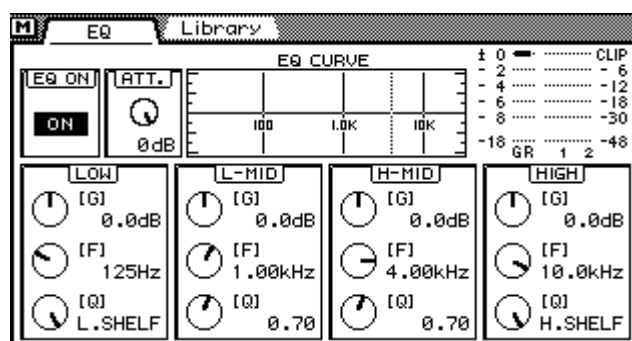 M EQ Library
EQ ON
ON
ATT.
0dB
EQ CURVE
100 1.0K 10K
± 0 CLIP
- 2 - 6
- 4 -12
- 6 -18
- 8 -30
-18 -48
GR 1 2
LOW
[G]
0.0dB
[F]
125Hz
[Q]
L.SHELF
L-MID
[G]
0.0dB
[F]
1.00kHz
[Q]
0.70
H-MID
[G]
0.0dB
[F]
4.00kHz
[Q]
0.70
HIGH
[G]
0.0dB
[F]
10.0kHz
[Q]
H.SHELF